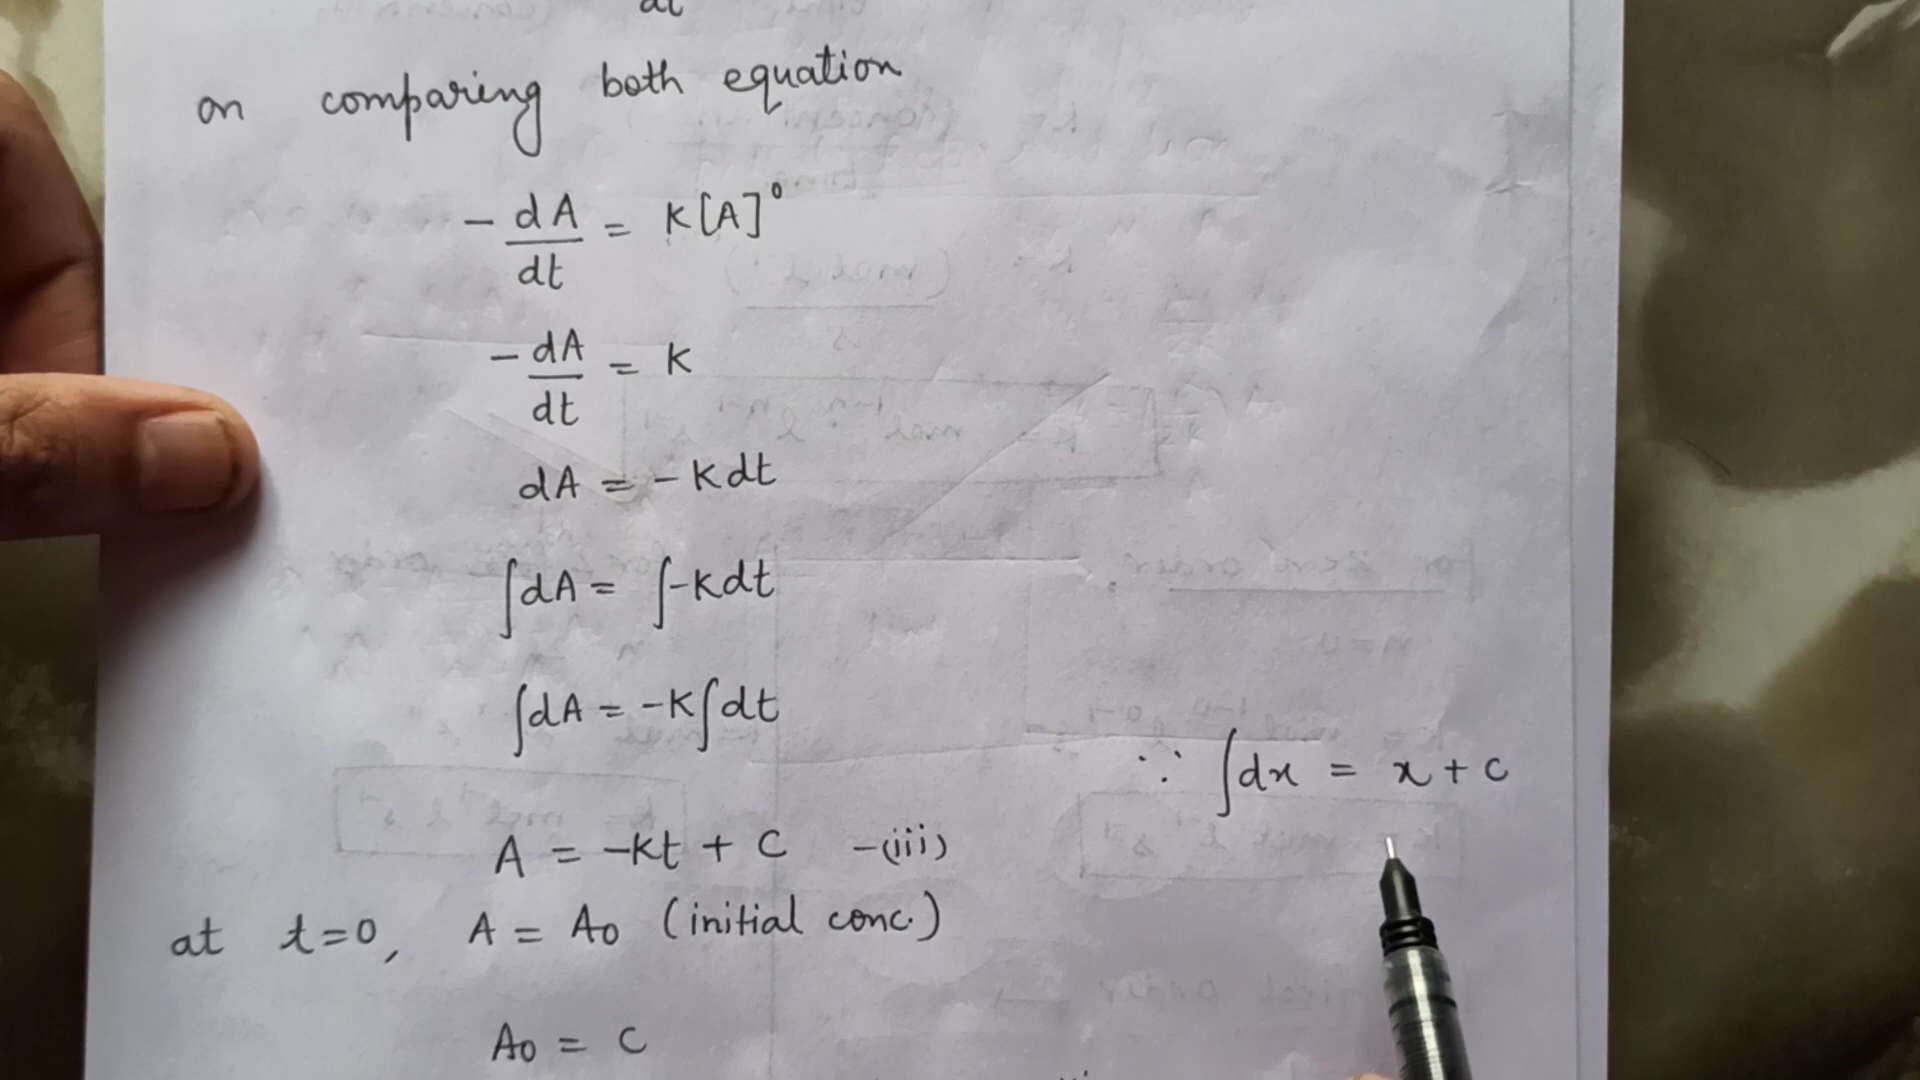 dt
on comparing both equation
- dA/dt = K[A]⁰
- dA/dt = K
dA = -Kdt
∫dA = ∫-Kdt
∫dA = -K∫dt
∵ ∫dx = x + c
A = -Kt + C -(iii)
at t=0, A = A₀ (initial conc.)
A₀ = C